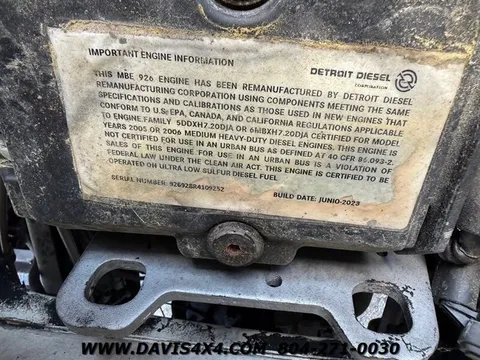 IMPORTANT ENGINE INFORMATION
DETROIT DIESEL
CORPORATION
THIS MBE 926 ENGINE HAS BEEN REMANUFACTURED BY DETROIT DIESEL
REMANUFACTURING CORPORATION USING COMPONENTS MEETING THE SAME
SPECIFICATIONS AND CALIBRATIONS AS THOSE USED IN NEW ENGINES THAT
CONFORM TO U.S. EPA, CANADA, AND CALIFORNIA REGULATIONS APPLICABLE
TO ENGINE FAMILY 5DDXH7.20DJA or 6MBXH7.20DJA CERTIFIED FOR MODEL
YEARS 2005 OR 2006 MEDIUM HEAVY-DUTY DIESEL ENGINES. THIS ENGINE IS
NOT CERTIFIED FOR USE IN AN URBAN BUS AS DEFINED AT 40 CFR 86.093-2.
SALES OF THIS ENGINE FOR USE IN AN URBAN BUS IS A VIOLATION OF
FEDERAL LAW UNDER THE CLEAN AIR ACT. THIS ENGINE IS CERTIFIED TO BE
OPERATED ON ULTRA LOW SULFUR DIESEL FUEL
SERIAL NUMBER: 926928R4109252
BUILD DATE: JUNIO-2023
WWW.DAVIS4X4.COM 804-271-0030